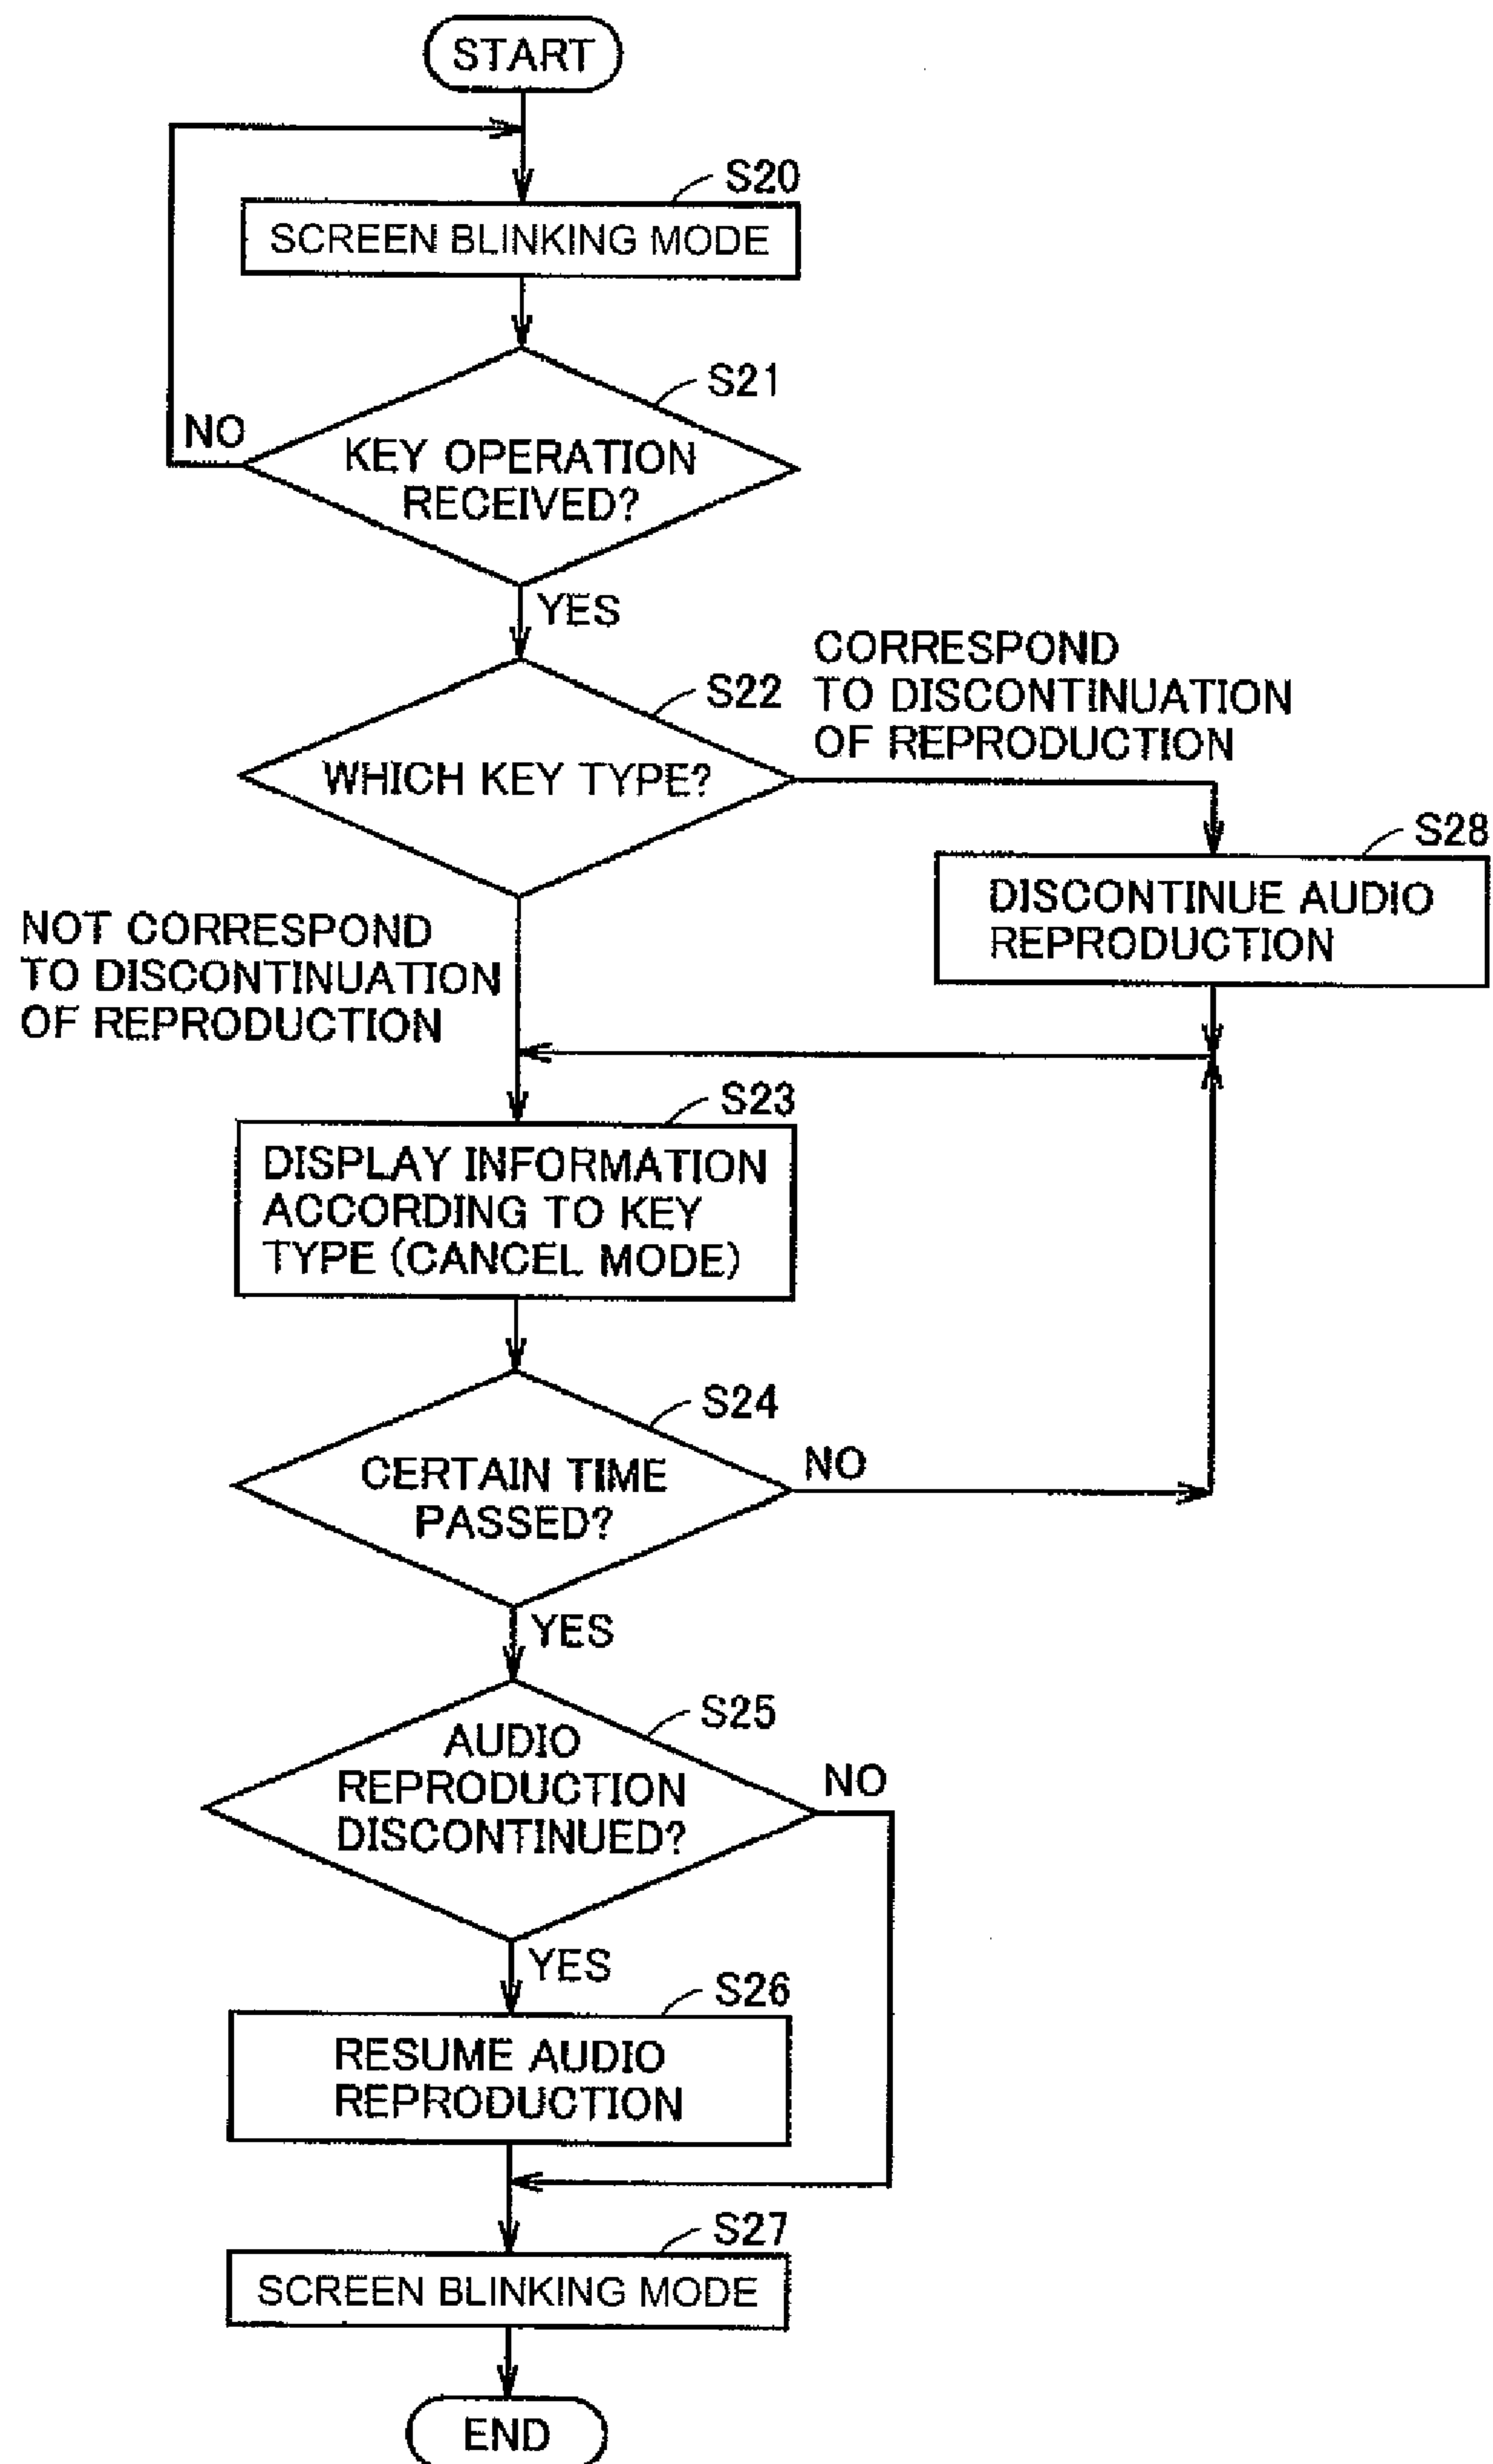 START
S20
SCREEN BLINKING MODE
S21
NO
KEY OPERATION
RECEIVED?
YES
CORRESPOND
TO DISCONTINUATION
OF REPRODUCTION
S22
WHICH KEY TYPE?
S28
DISCONTINUE AUDIO
REPRODUCTION
NOT CORRESPOND
TO DISCONTINUATION
OF REPRODUCTION
S23
DISPLAY INFORMATION
ACCORDING TO KEY
TYPE (CANCEL MODE)
S24
NO
CERTAIN TIME
PASSED?
YES
S25
AUDIO
REPRODUCTION
DISCONTINUED?
NO
YES
S26
RESUME AUDIO
REPRODUCTION
S27
SCREEN BLINKING MODE
END